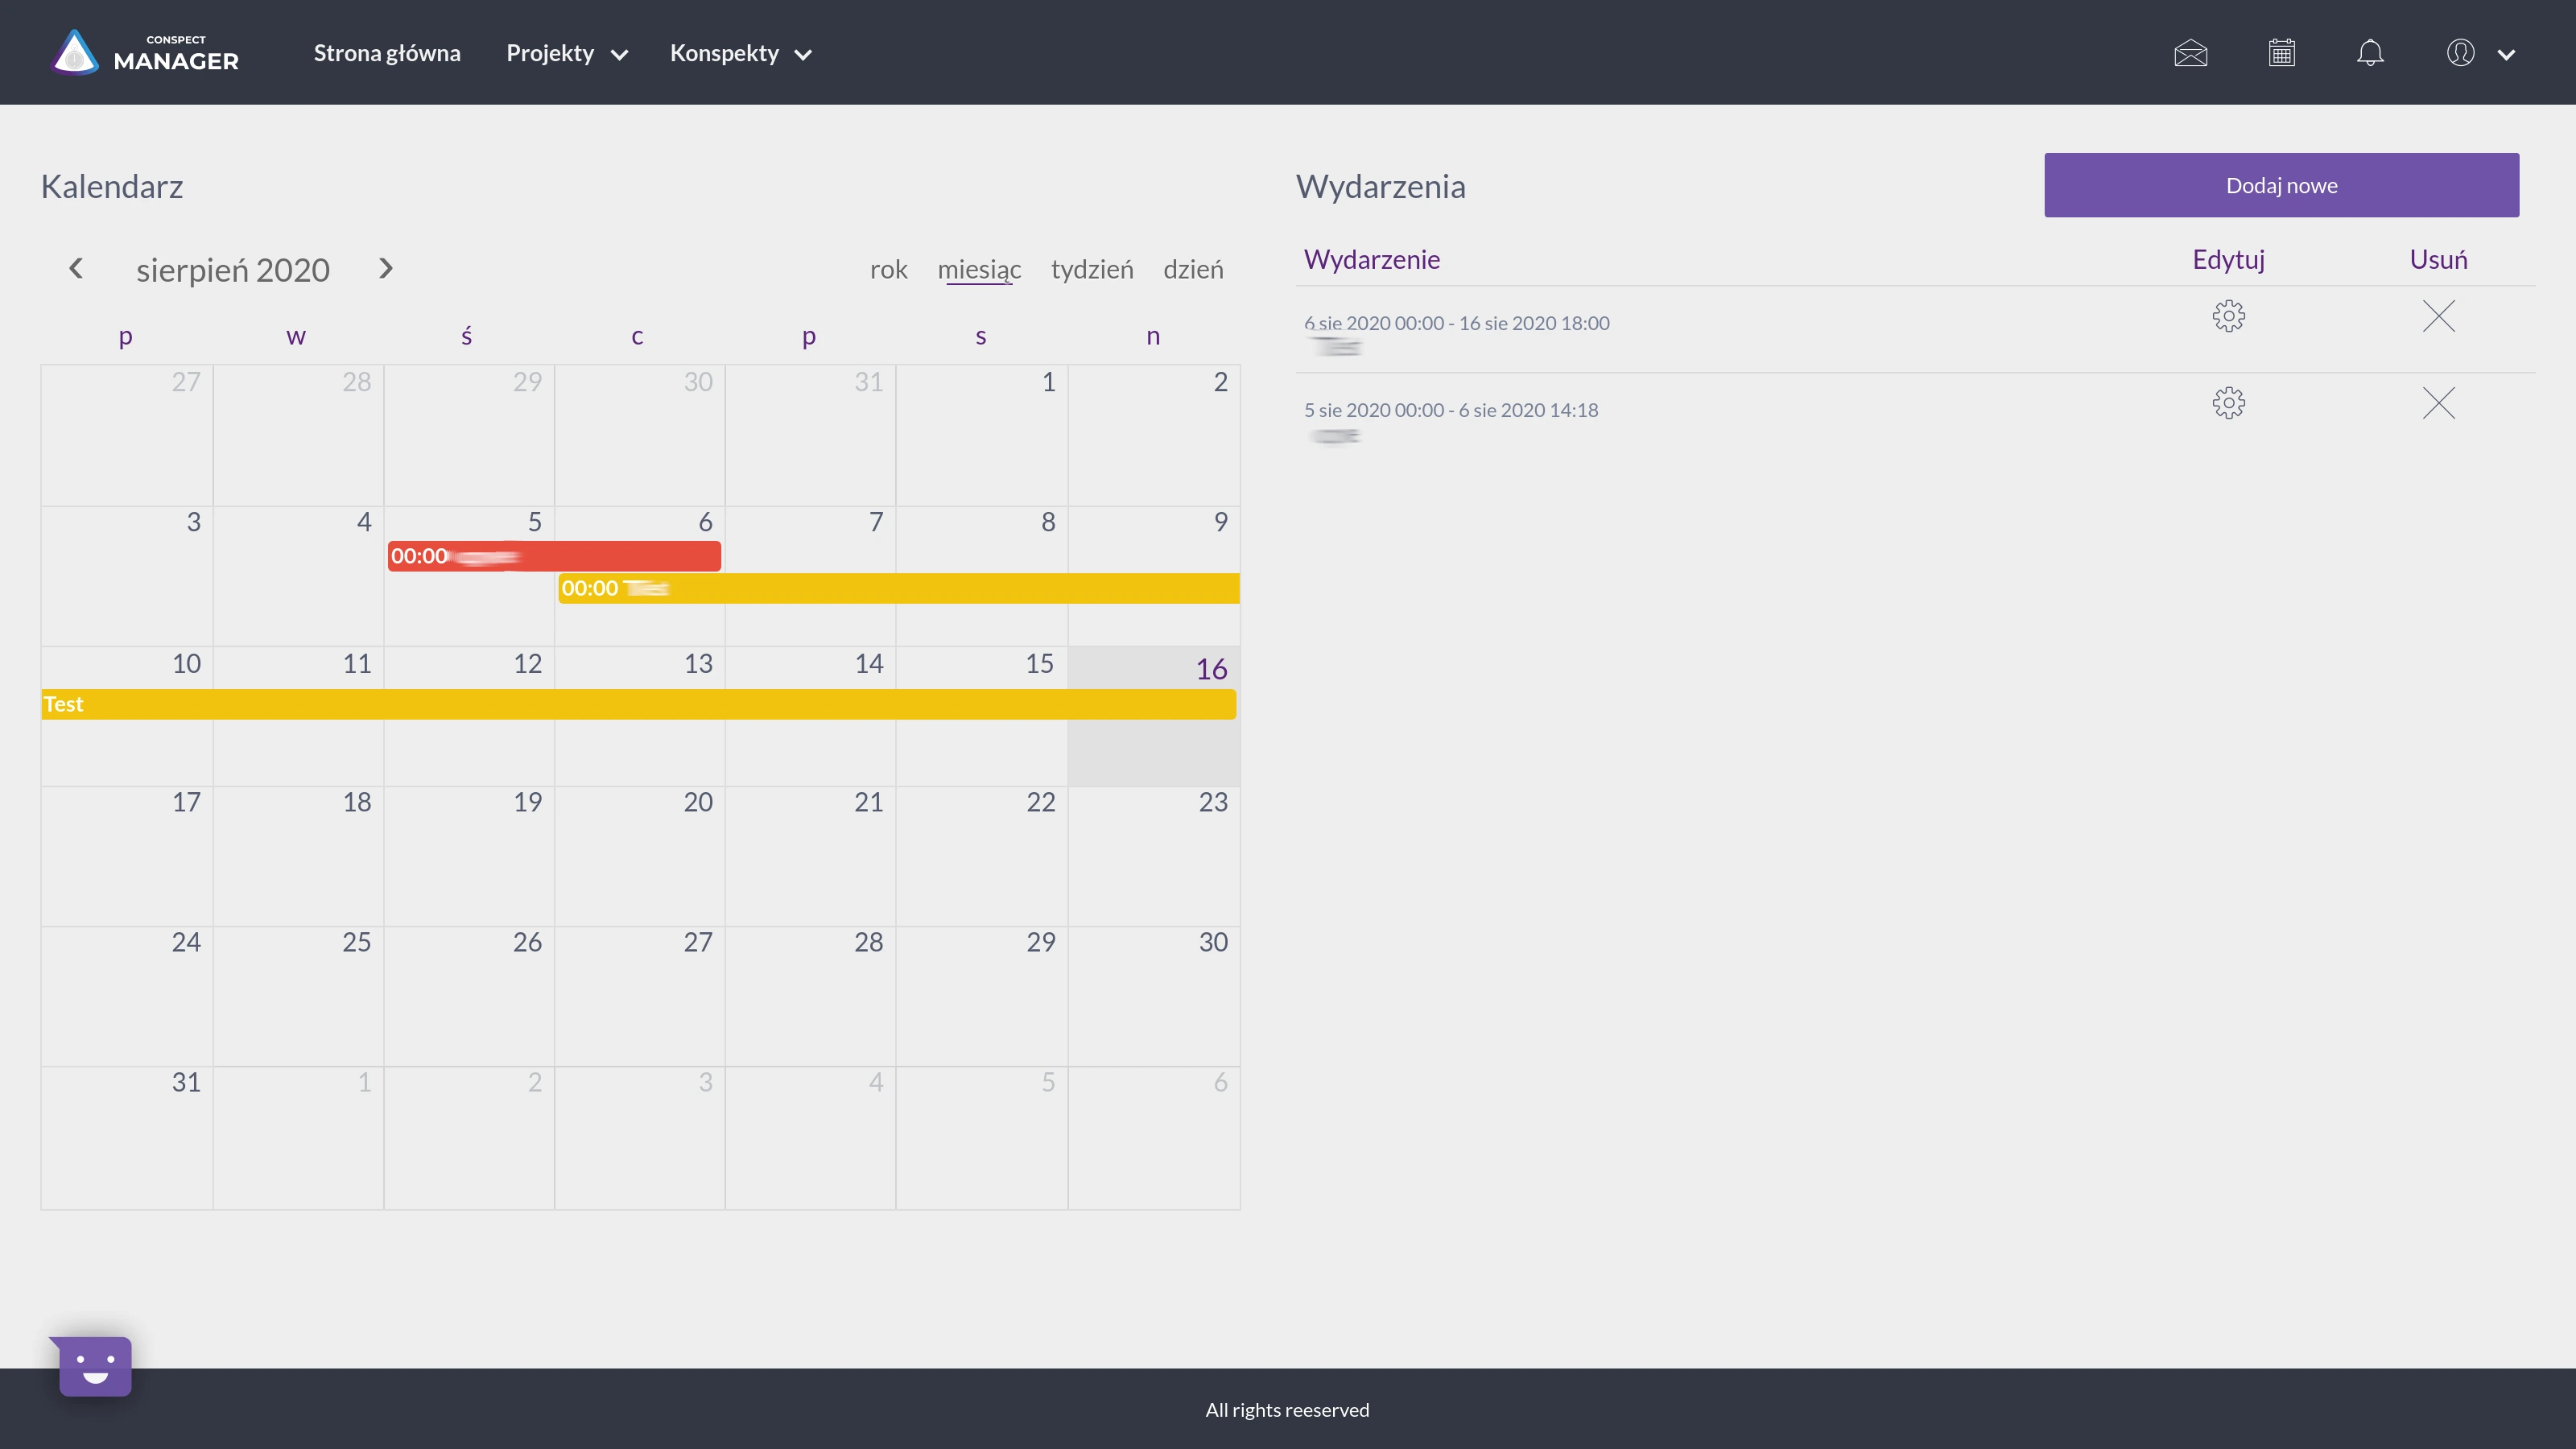 CONSPECT
MANAGER
Strona główna Projekty Konspekty
Kalendarz
sierpień 2020
rok miesiąc tydzień dzień
p w ś c p s n
27 28 29 30 31 1 2
3 4 5 6 7 8 9
00:00
00:00
10 11 12 13 14 15 16
Test
17 18 19 20 21 22 23
24 25 26 27 28 29 30
31 1 2 3 4 5 6
Wydarzenia
Dodaj nowe
Wydarzenie Edytuj Usuń
6 sie 2020 00:00 - 16 sie 2020 18:00
5 sie 2020 00:00 - 6 sie 2020 14:18
All rights reeserved